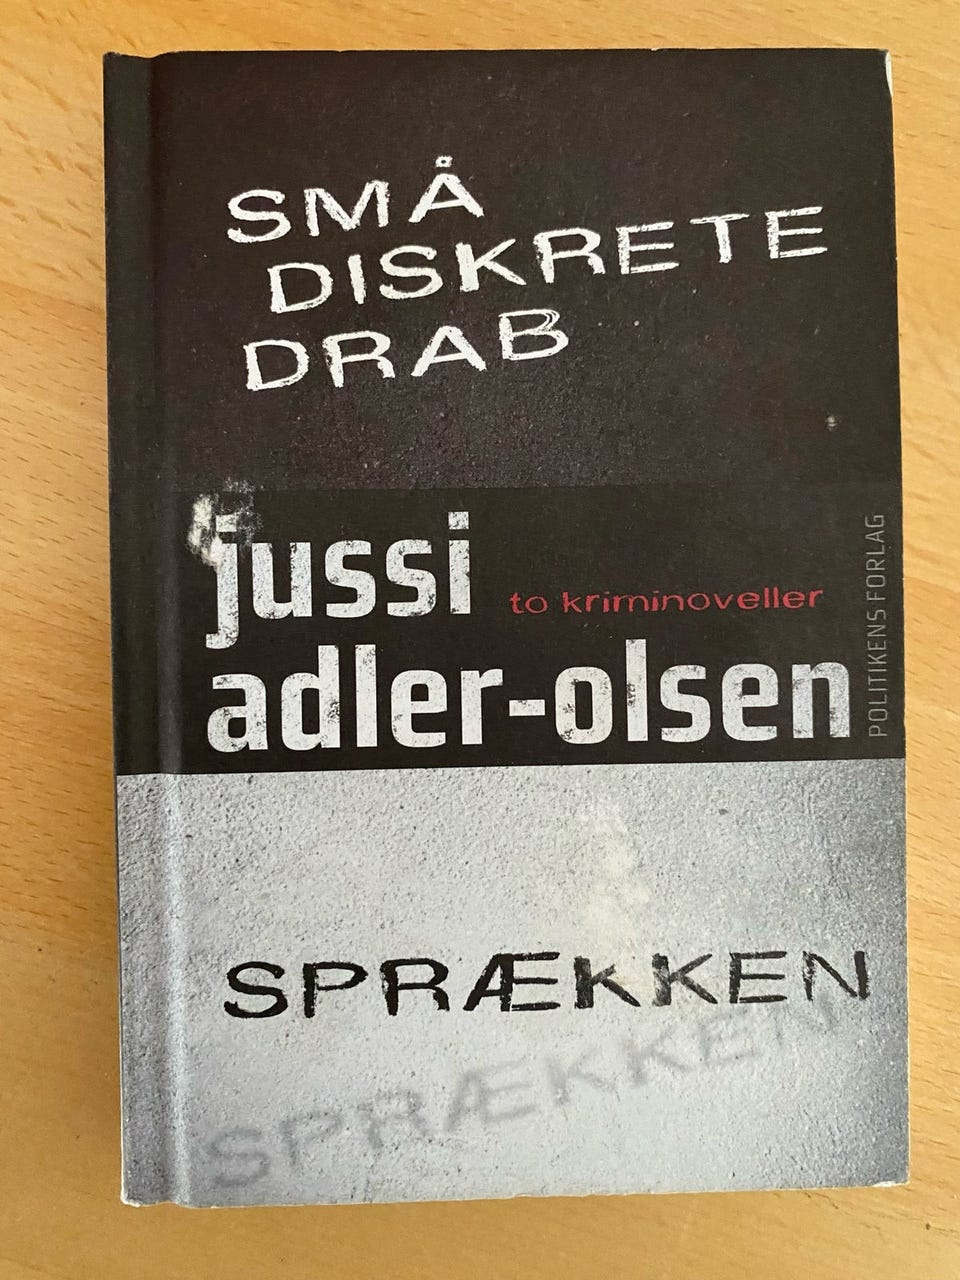 SMÅ
DISKRETE
DRAB
jussi
to kriminoveller
adler-olsen
POLITIKENS FORLAG
SPRÆKKEN
SPRÆKKEN